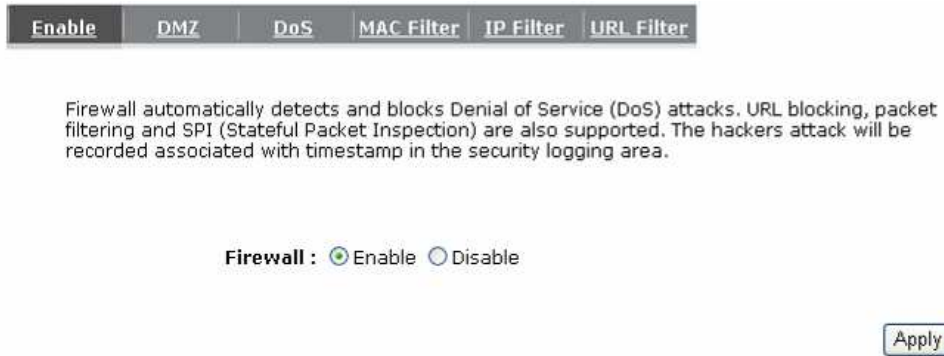 Enable DMZ DoS MAC Filter IP Filter URL Filter
Firewall automatically detects and blocks Denial of Service (DoS) attacks. URL blocking, packet
filtering and SPI (Stateful Packet Inspection) are also supported. The hackers attack will be
recorded associated with timestamp in the security logging area.
Firewall : Enable Disable
Apply